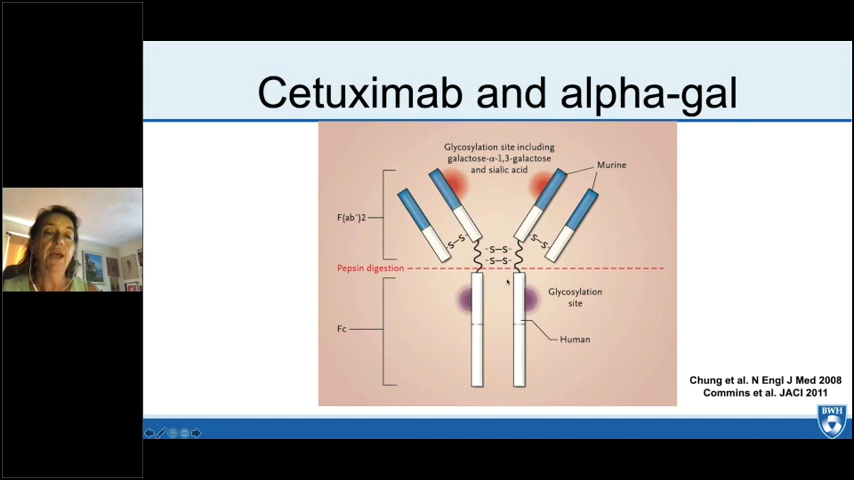 Cetuximab and alpha-gal
Glycosylation site including
galactose-α-1,3-galactose
and sialic acid
Murine
F(ab′)2
-S-S-
S-S
S-S
-S-S-
Pepsin digestion
Glycosylation
site
Fc
Human
Chung et al. N Engl J Med 2008
Commins et al. JACI 2011
BWH